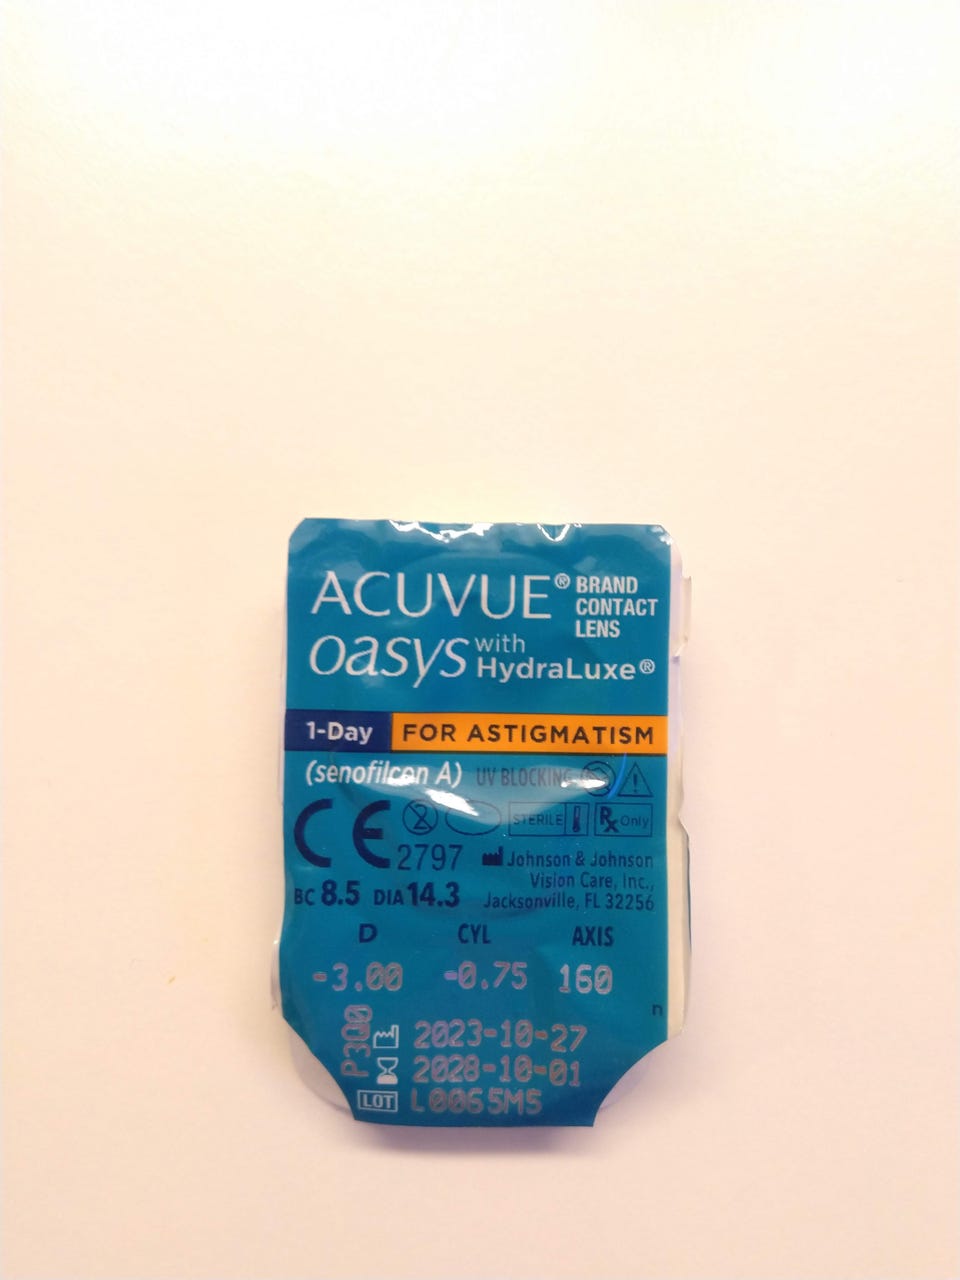 ACUVUE® BRAND
CONTACT
LENS
oasys with
HydraLuxe®
1-Day FOR ASTIGMATISM
(senofilcon A) UV BLOCKING
CE 2797
STERILE Rx Only
Johnson & Johnson
Vision Care, Inc.,
Jacksonville, FL 32256
BC 8.5 DIA 14.3
D CYL AXIS
-3.00 -0.75 160
n
P300
2023-10-27
2028-10-01
LOT L0065M5